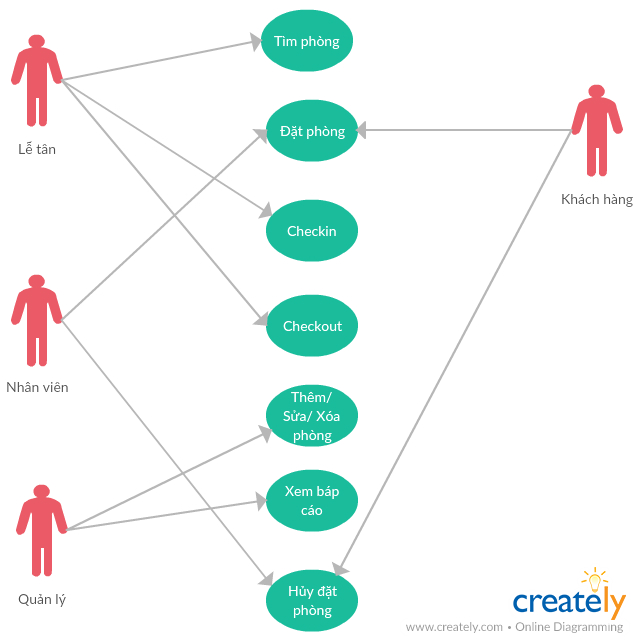 Tìm phòng
Lễ tân
Đặt phòng
Khách hàng
Checkin
Checkout
Nhân viên
Thêm/
Sửa/ Xóa
phòng
Xem báp
cáo
Quản lý
Hủy đặt
phòng
creately
www.creately.com • Online Diagramming